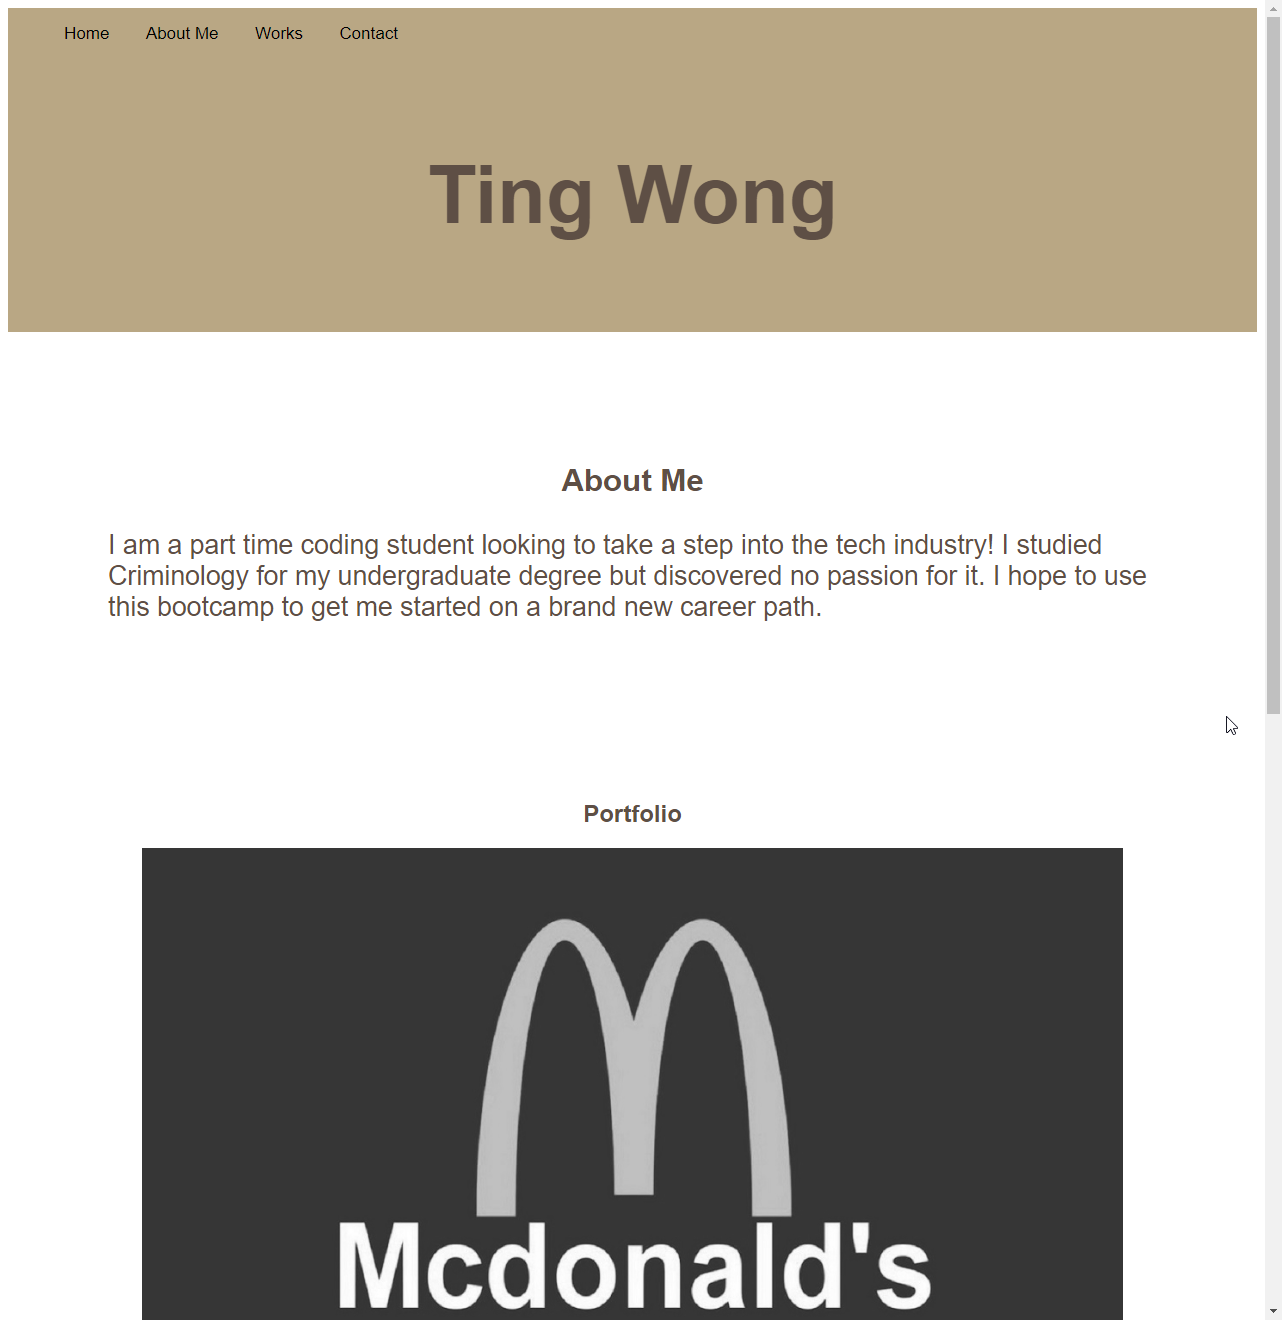 Home About Me Works Contact
Ting Wong
About Me
I am a part time coding student looking to take a step into the tech industry! I studied
Criminology for my undergraduate degree but discovered no passion for it. I hope to use
this bootcamp to get me started on a brand new career path.
Portfolio
Mcdonald's